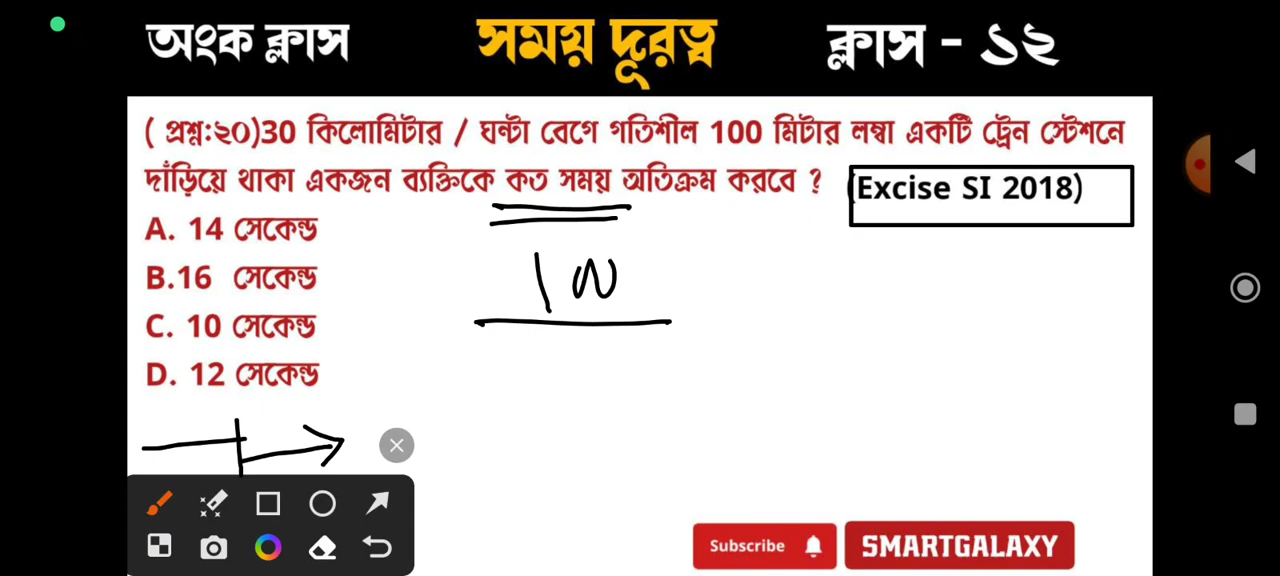 অংক ক্লাস সময় দূরত্ব ক্লাস - ১২
( প্রশ্ন:২০)30 কিলোমিটার / ঘন্টা বেগে গতিশীল 100 মিটার লম্বা একটি ট্রেন স্টেশনে
দাঁড়িয়ে থাকা একজন ব্যক্তিকে কত সময় অতিক্রম করবে ? (Excise SI 2018)
A. 14 সেকেন্ড
B.16 সেকেন্ড
C. 10 সেকেন্ড
D. 12 সেকেন্ড
100
Subscribe SMARTGALAXY